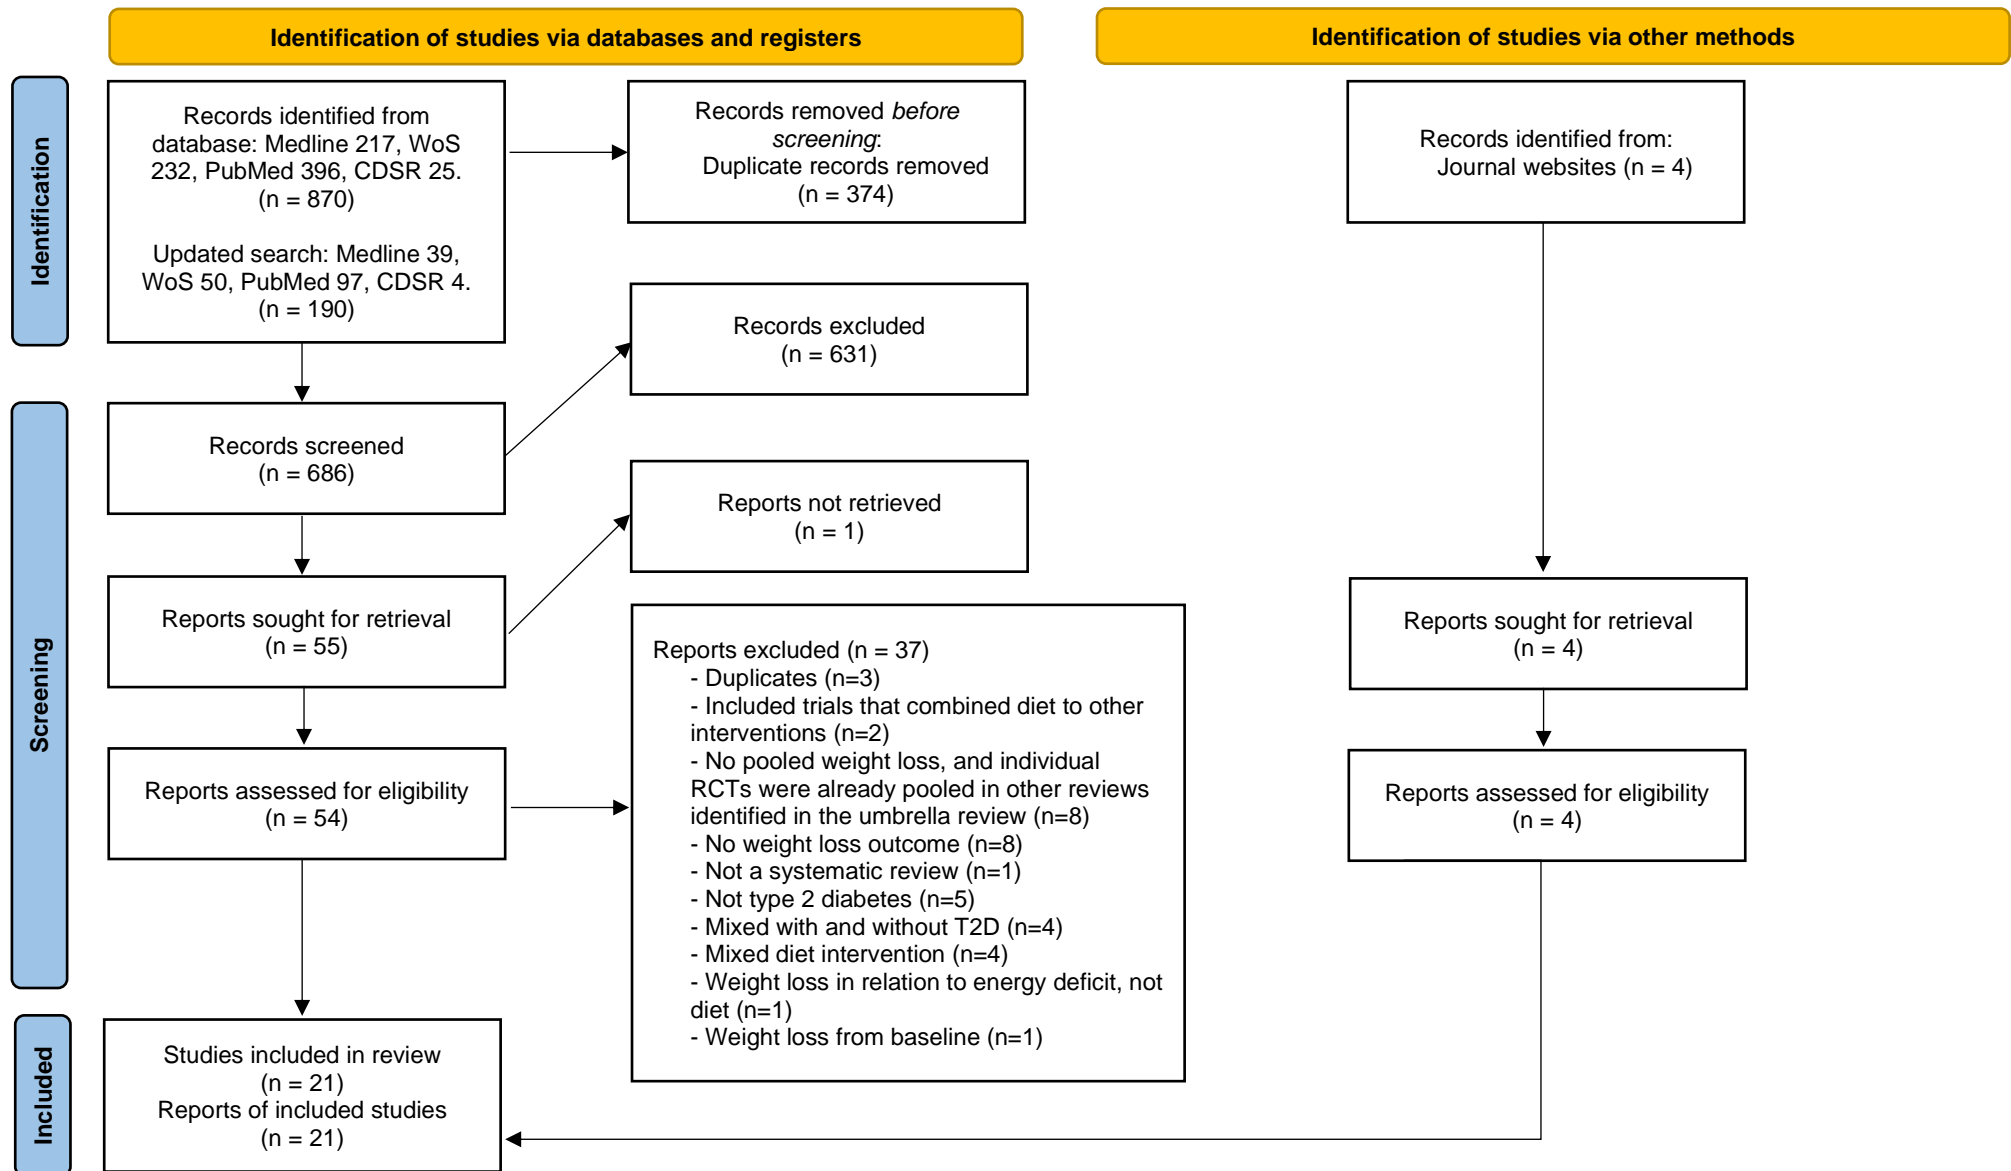 Identification of studies via databases and registers
Identification of studies via other methods
Identification
Records identified from
database: Medline 217, WoS
232, PubMed 396, CDSR 25.
(n = 870)
Updated search: Medline 39,
WoS 50, PubMed 97, CDSR 4.
(n = 190)
Records removed before
screening:
Duplicate records removed
(n = 374)
Records identified from:
Journal websites (n = 4)
Records excluded
(n = 631)
Screening
Records screened
(n = 686)
Reports not retrieved
(n = 1)
Reports sought for retrieval
(n = 55)
Reports sought for retrieval
(n = 4)
Reports assessed for eligibility
(n = 54)
Reports excluded (n = 37)
- Duplicates (n=3)
- Included trials that combined diet to other
interventions (n=2)
- No pooled weight loss, and individual
RCTs were already pooled in other reviews
identified in the umbrella review (n=8)
- No weight loss outcome (n=8)
- Not a systematic review (n=1)
- Not type 2 diabetes (n=5)
- Mixed with and without T2D (n=4)
- Mixed diet intervention (n=4)
- Weight loss in relation to energy deficit, not
diet (n=1)
- Weight loss from baseline (n=1)
Reports assessed for eligibility
(n = 4)
Included
Studies included in review
(n = 21)
Reports of included studies
(n = 21)